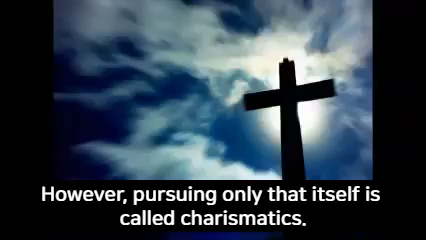 However, pursuing only that itself is
called charismatics.